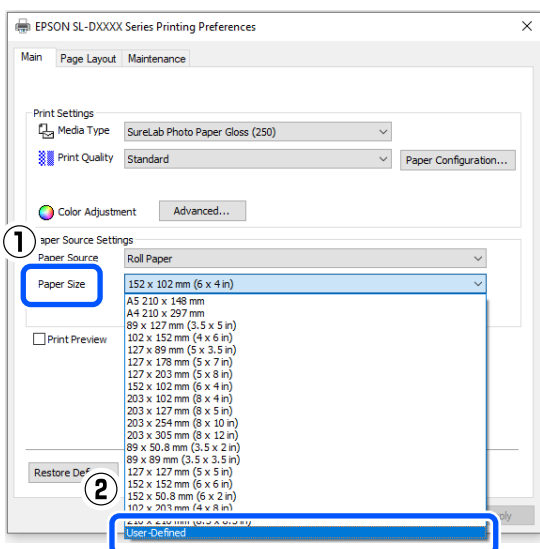 EPSON SL-DXXXX Series Printing Preferences
Main Page Layout Maintenance
Print Settings
Media Type SureLab Photo Paper Gloss (250)
Print Quality Standard Paper Configuration...
Color Adjustment Advanced...
1
aper Source Settings
Paper Source Roll Paper
Paper Size 152 x 102 mm (6 x 4 in)
A5 210 x 148 mm
A4 210 x 297 mm
89 x 127 mm (3.5 x 5 in)
Print Preview
102 x 152 mm (4 x 6 in)
127 x 89 mm (5 x 3.5 in)
127 x 178 mm (5 x 7 in)
127 x 203 mm (5 x 8 in)
152 x 102 mm (6 x 4 in)
203 x 102 mm (8 x 4 in)
203 x 127 mm (8 x 5 in)
203 x 254 mm (8 x 10 in)
203 x 305 mm (8 x 12 in)
89 x 50.8 mm (3.5 x 2 in)
89 x 89 mm (3.5 x 3.5 in)
127 x 127 mm (5 x 5 in)
Restore Def
152 x 152 mm (6 x 6 in)
2
152 x 50.8 mm (6 x 2 in)
102 x 203 mm (4 x 8 in)
210 x 210 mm (8.3 x 8.3 in)
User-Defined